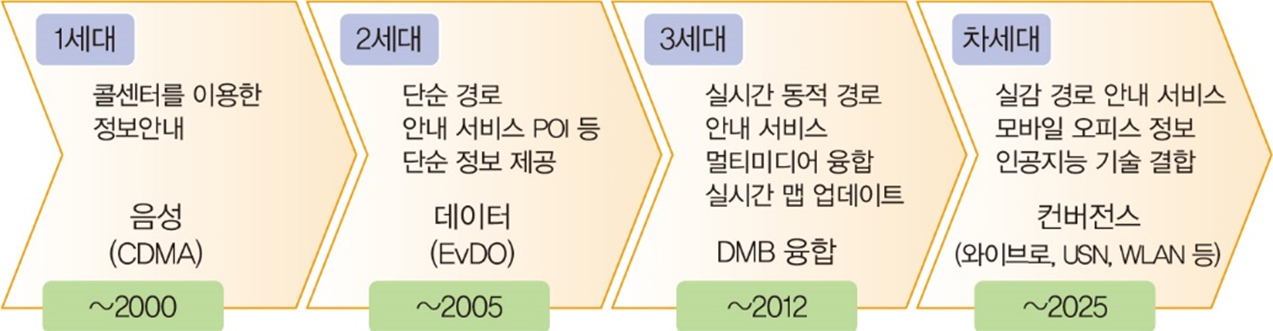 1세대
콜센터를 이용한
정보안내
음성
(CDMA)
~2000
2세대
단순 경로
안내 서비스 POI 등
단순 정보 제공
데이터
(EvDO)
~2005
3세대
실시간 동적 경로
안내 서비스
멀티미디어 융합
실시간 맵 업데이트
DMB 융합
~2012
차세대
실감 경로 안내 서비스
모바일 오피스 정보
인공지능 기술 결합
컨버전스
(와이브로, USN, WLAN 등)
~2025